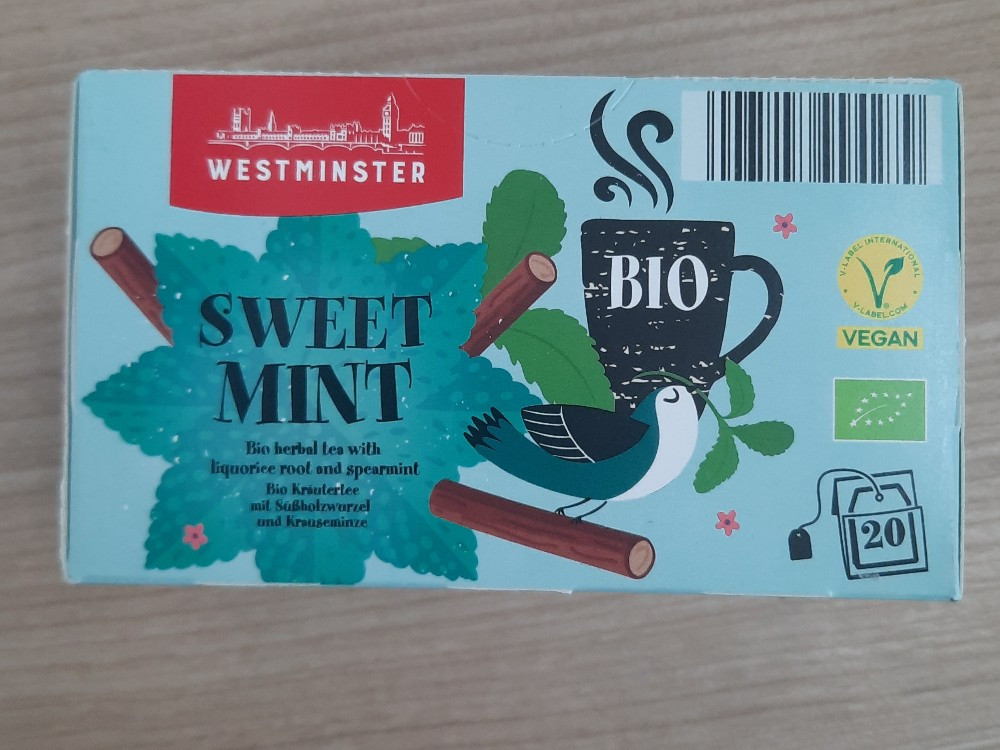 WESTMINSTER
SWEET
MINT
Bio herbal tea with
liquorice root and spearmint
Bio Kräutertee
mit Süßholzwurzel
und Krauseminze
BIO
V-LABEL INTERNATIONAL
V-LABEL.COM
VEGAN
20